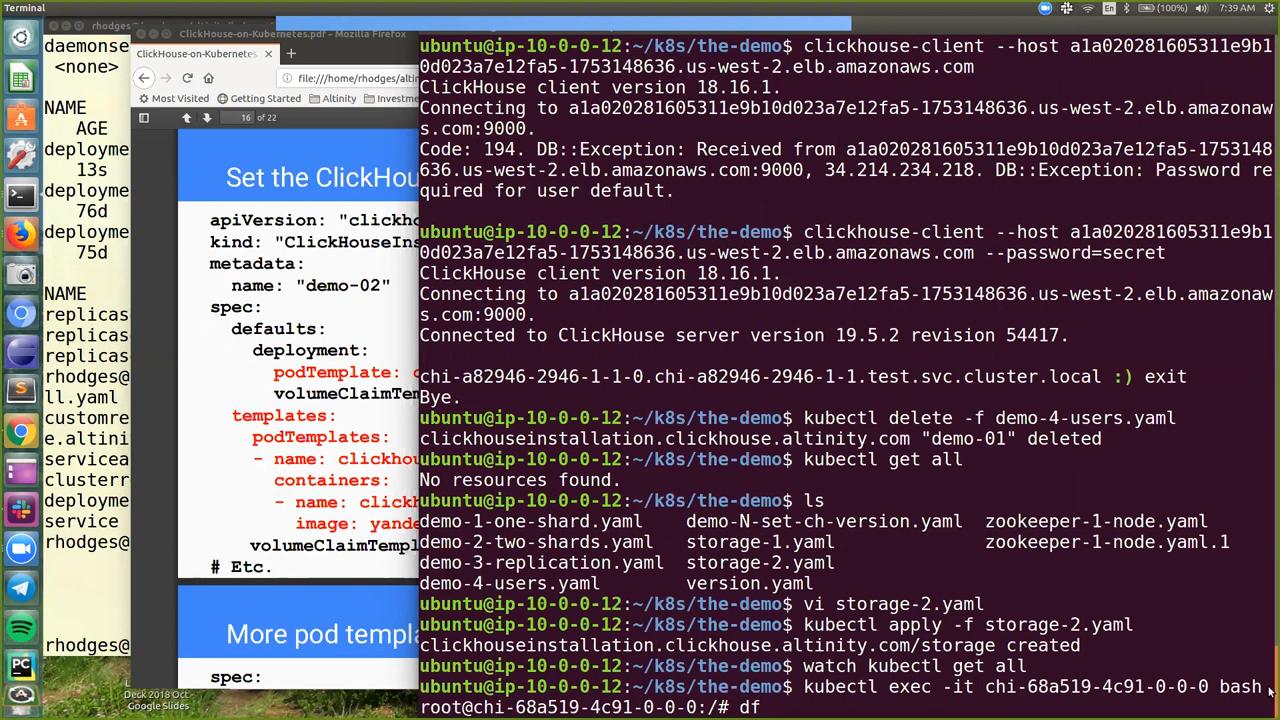 Terminal
En
(100%)
7:39 AM
rhodges@
daemonse
<none>
NAME
AGE
deployme
13s
deployme
76d
deployme
75d
NAME
replicas
replicas
replicas
rhodges@
ll.yaml
customre
e.altini
servicea
clusterr
deployme
service
rhodges@
rhodges@
ClickHouse-on-Kubernetes.pdf - Mozilla Firefox
ClickHouse-on-Kubernetes
file:///home/rhodges/altini
Most Visited
Getting Started
Altinity
Investme
16 of 22
Set the ClickHou
apiVersion: "clickho
kind: "ClickHouseIns
metadata:
name: "demo-02"
spec:
defaults:
deployment:
podTemplate: c
volumeClaimTem
templates:
podTemplates:
- name: clickhou
containers:
- name: click
image: yande
volumeClaimTempl
# Etc.
More pod templa
spec:
Deck 2018 Oct
Google Slides
ubuntu@ip-10-0-0-12:~/k8s/the-demo$ clickhouse-client --host a1a020281605311e9b1
0d023a7e12fa5-1753148636.us-west-2.elb.amazonaws.com
ClickHouse client version 18.16.1.
Connecting to a1a020281605311e9b10d023a7e12fa5-1753148636.us-west-2.elb.amazonaw
s.com:9000.
Code: 194. DB::Exception: Received from a1a020281605311e9b10d023a7e12fa5-1753148
636.us-west-2.elb.amazonaws.com:9000, 34.214.234.218. DB::Exception: Password re
quired for user default.
ubuntu@ip-10-0-0-12:~/k8s/the-demo$ clickhouse-client --host a1a020281605311e9b1
0d023a7e12fa5-1753148636.us-west-2.elb.amazonaws.com --password=secret
ClickHouse client version 18.16.1.
Connecting to a1a020281605311e9b10d023a7e12fa5-1753148636.us-west-2.elb.amazonaw
s.com:9000.
Connected to ClickHouse server version 19.5.2 revision 54417.
chi-a82946-2946-1-1-0.chi-a82946-2946-1-1.test.svc.cluster.local :) exit
Bye.
ubuntu@ip-10-0-0-12:~/k8s/the-demo$ kubectl delete -f demo-4-users.yaml
clickhouseinstallation.clickhouse.altinity.com "demo-01" deleted
ubuntu@ip-10-0-0-12:~/k8s/the-demo$ kubectl get all
No resources found.
ubuntu@ip-10-0-0-12:~/k8s/the-demo$ ls
demo-1-one-shard.yaml demo-N-set-ch-version.yaml zookeeper-1-node.yaml
demo-2-two-shards.yaml storage-1.yaml zookeeper-1-node.yaml.1
demo-3-replication.yaml storage-2.yaml
demo-4-users.yaml version.yaml
ubuntu@ip-10-0-0-12:~/k8s/the-demo$ vi storage-2.yaml
ubuntu@ip-10-0-0-12:~/k8s/the-demo$ kubectl apply -f storage-2.yaml
clickhouseinstallation.clickhouse.altinity.com/storage created
ubuntu@ip-10-0-0-12:~/k8s/the-demo$ watch kubectl get all
ubuntu@ip-10-0-0-12:~/k8s/the-demo$ kubectl exec -it chi-68a519-4c91-0-0-0 bash
root@chi-68a519-4c91-0-0-0:/# df